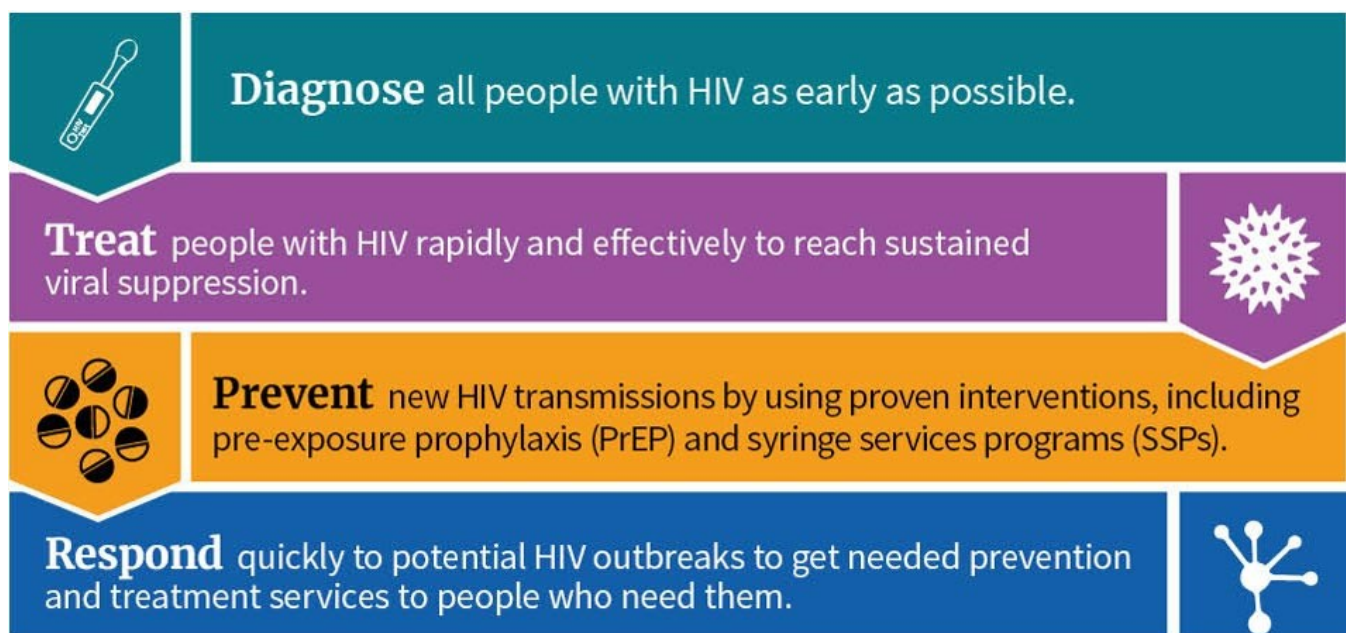 Diagnose all people with HIV as early as possible.
Treat people with HIV rapidly and effectively to reach sustained
viral suppression.
Prevent new HIV transmissions by using proven interventions, including
pre-exposure prophylaxis (PrEP) and syringe services programs (SSPs).
Respond quickly to potential HIV outbreaks to get needed prevention
and treatment services to people who need them.